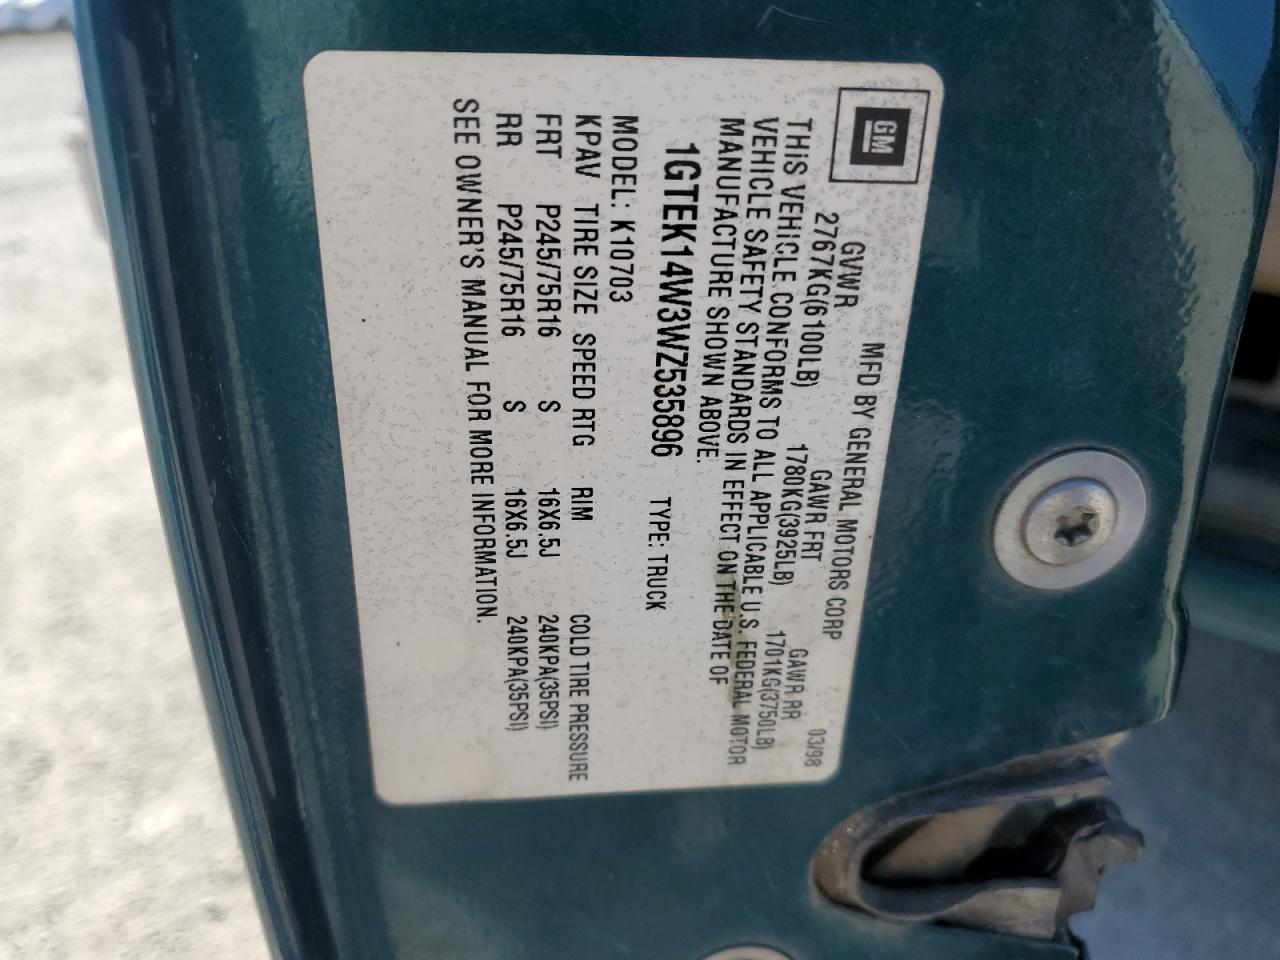 GM
MFD BY GENERAL MOTORS CORP 03/98
GVWR GAWR FRT GAWR RR
2767KG(6100LB) 1780KG(3925LB) 1701KG(3750LB)
THIS VEHICLE CONFORMS TO ALL APPLICABLE U.S. FEDERAL MOTOR
VEHICLE SAFETY STANDARDS IN EFFECT ON THE DATE OF
MANUFACTURE SHOWN ABOVE.
1GTEK14W3WZ535896 TYPE: TRUCK
MODEL: K10703
KPAV TIRE SIZE SPEED RTG RIM COLD TIRE PRESSURE
FRT P245/75R16 S 16X6.5J 240KPA(35PSI)
RR P245/75R16 S 16X6.5J 240KPA(35PSI)
SEE OWNER'S MANUAL FOR MORE INFORMATION.